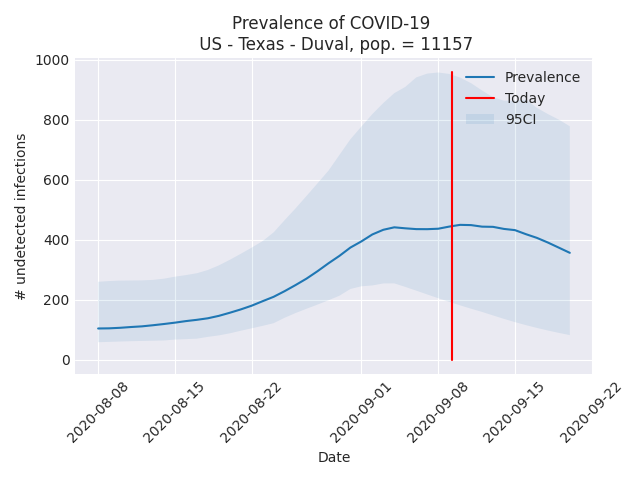 Prevalence of COVID-19
US - Texas - Duval, pop. = 11157
1000
800
600
400
200
0
# undetected infections
Prevalence
Today
95CI
2020-08-08
2020-08-15
2020-08-22
2020-09-01
2020-09-08
2020-09-15
2020-09-22
Date